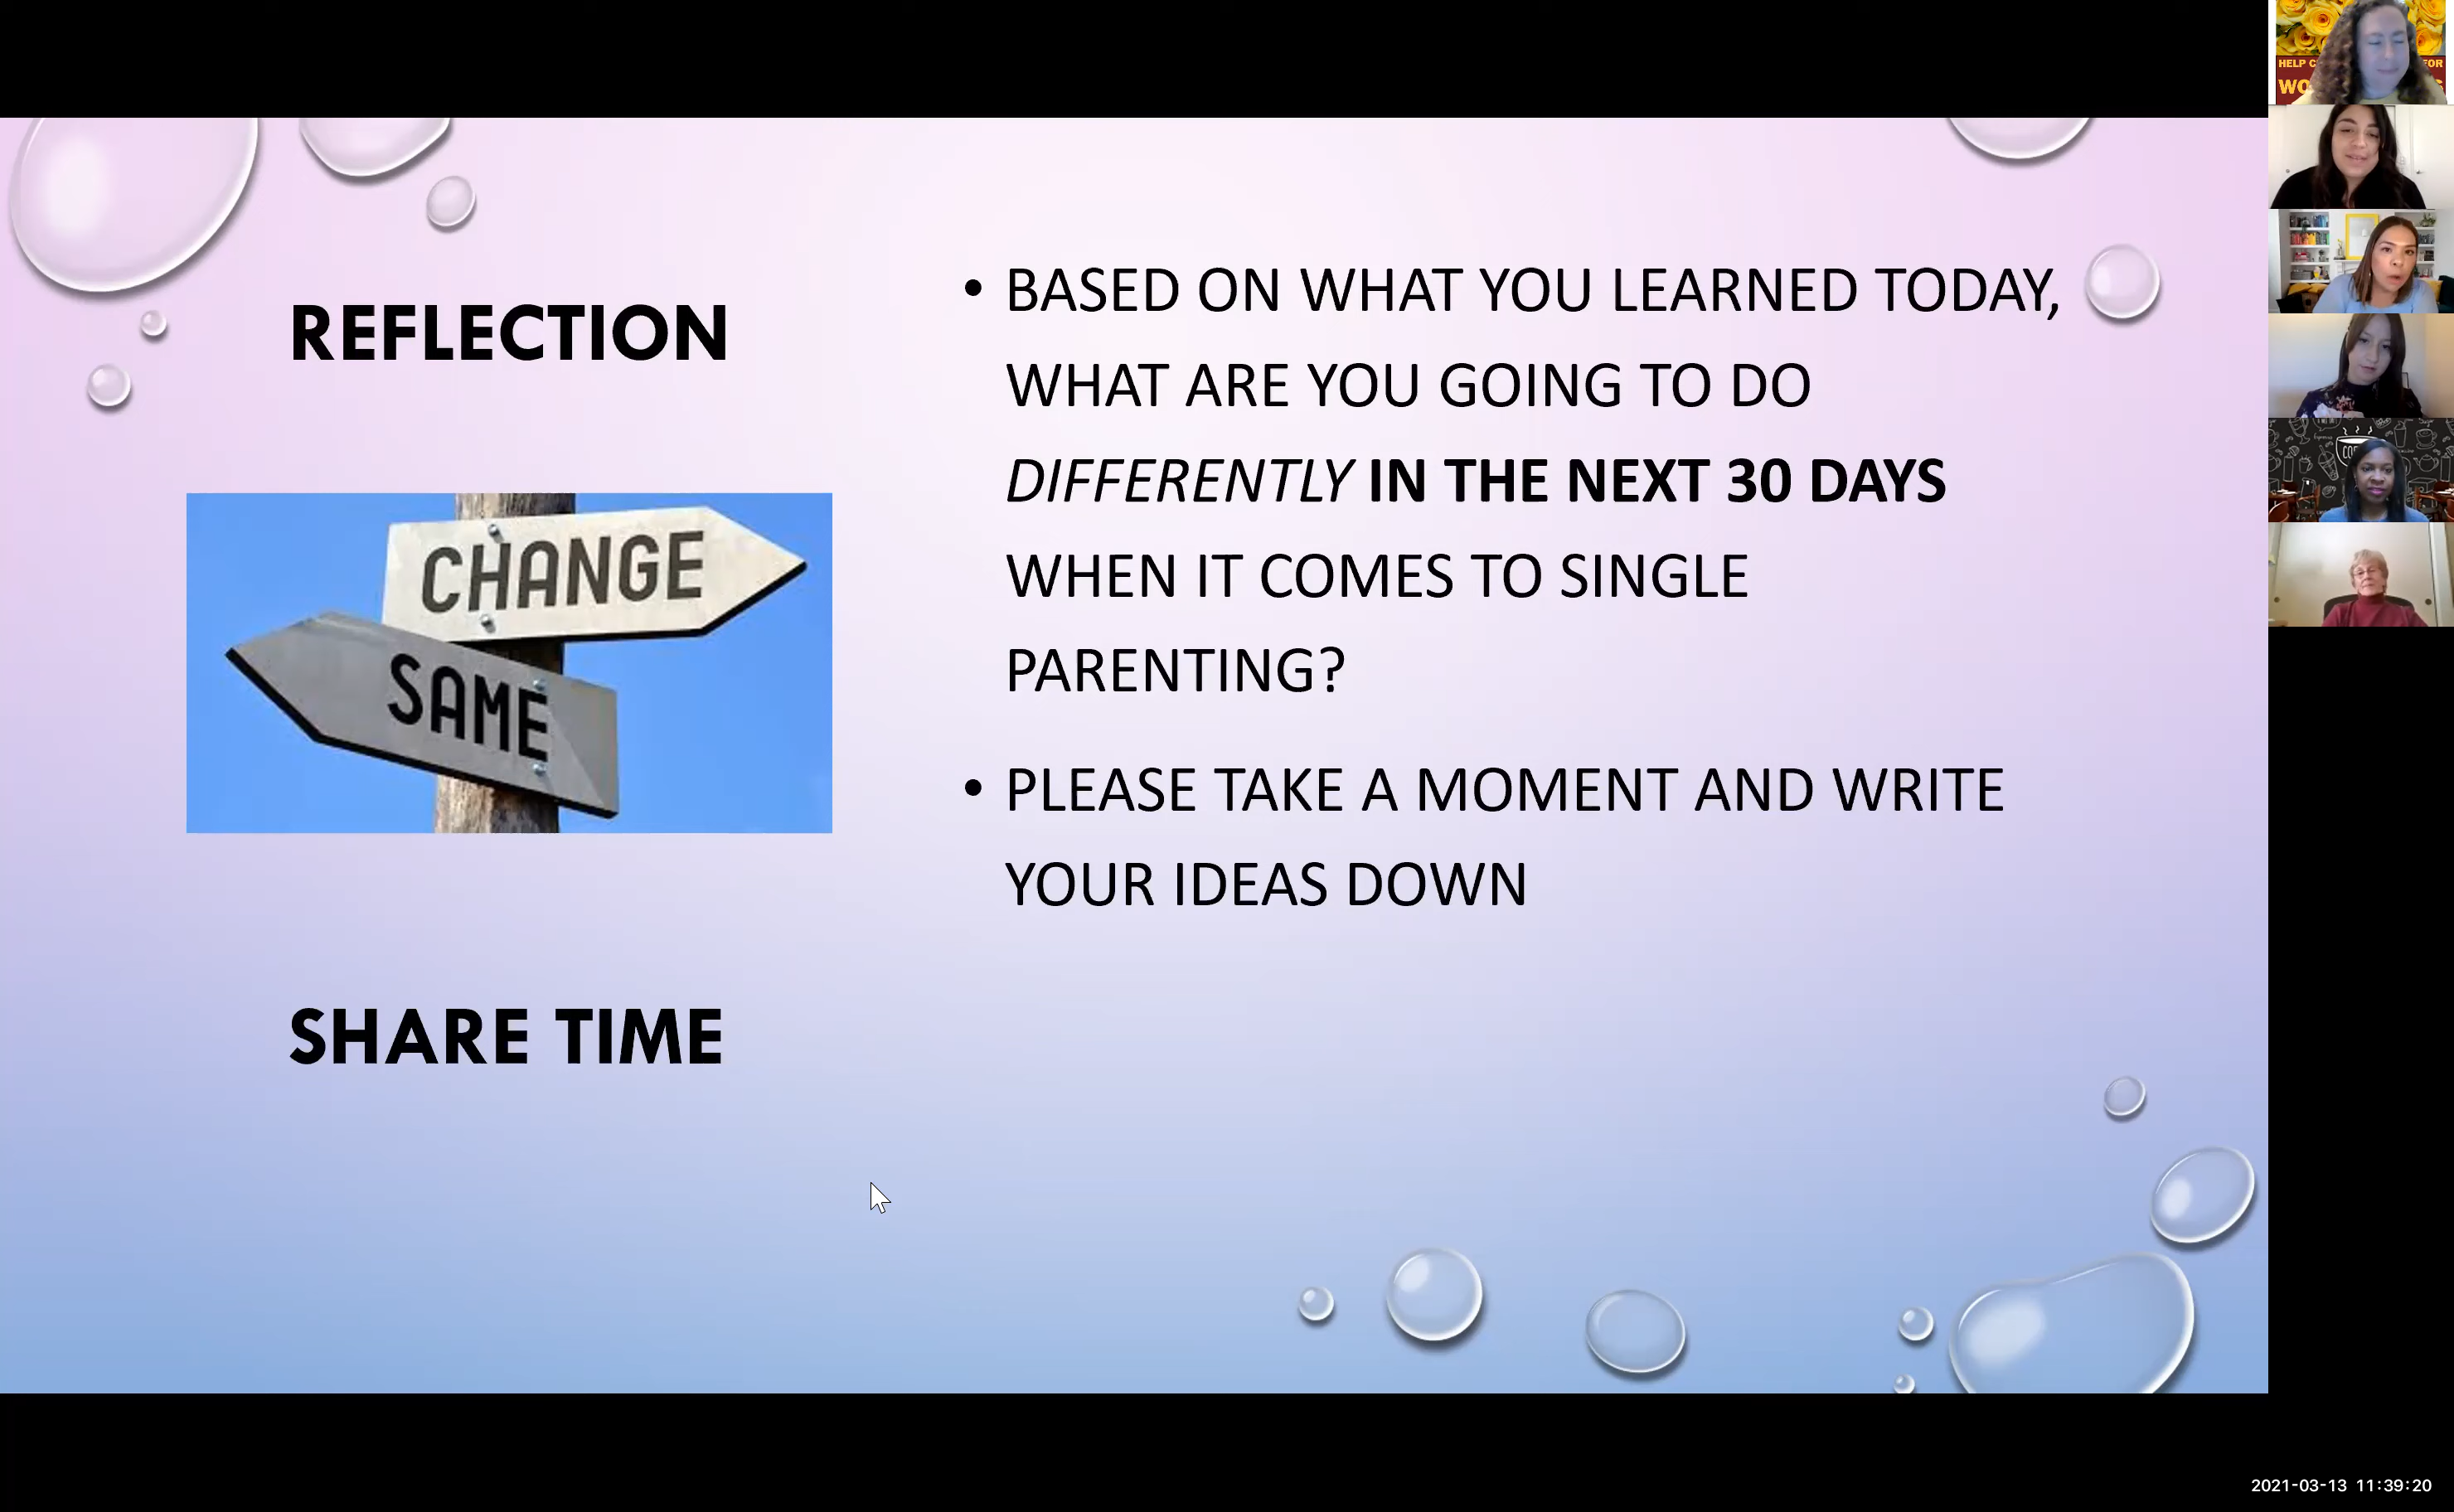 REFLECTION
CHANGE
SAME
SHARE TIME
• BASED ON WHAT YOU LEARNED TODAY,
WHAT ARE YOU GOING TO DO
DIFFERENTLY IN THE NEXT 30 DAYS
WHEN IT COMES TO SINGLE
PARENTING?
• PLEASE TAKE A MOMENT AND WRITE
YOUR IDEAS DOWN
HELP
2021-03-13 11:39:20